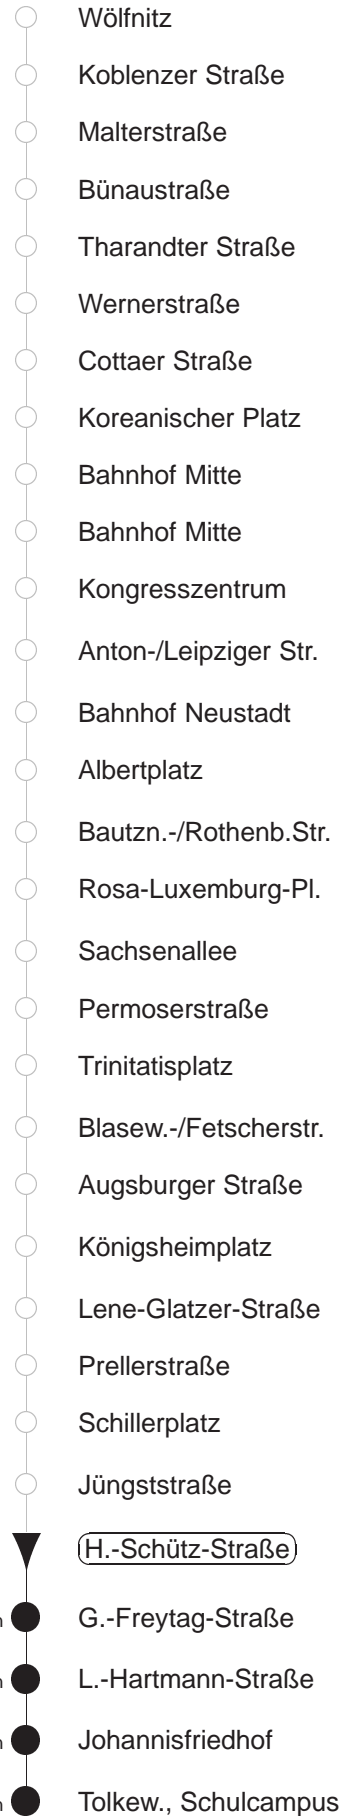 Wölfnitz
Koblenzer Straße
Malterstraße
Bünaustraße
Tharandter Straße
Wernerstraße
Cottaer Straße
Koreanischer Platz
Bahnhof Mitte
Bahnhof Mitte
Kongresszentrum
Anton-/Leipziger Str.
Bahnhof Neustadt
Albertplatz
Bautzn.-/Rothenb.Str.
Rosa-Luxemburg-Pl.
Sachsenallee
Permoserstraße
Trinitatisplatz
Blasew.-/Fetscherstr.
Augsburger Straße
Königsheimplatz
Lene-Glatzer-Straße
Prellerstraße
Schillerplatz
Jüngststraße
H.-Schütz-Straße
G.-Freytag-Straße
L.-Hartmann-Straße
Johannisfriedhof
Tolkew., Schulcampus